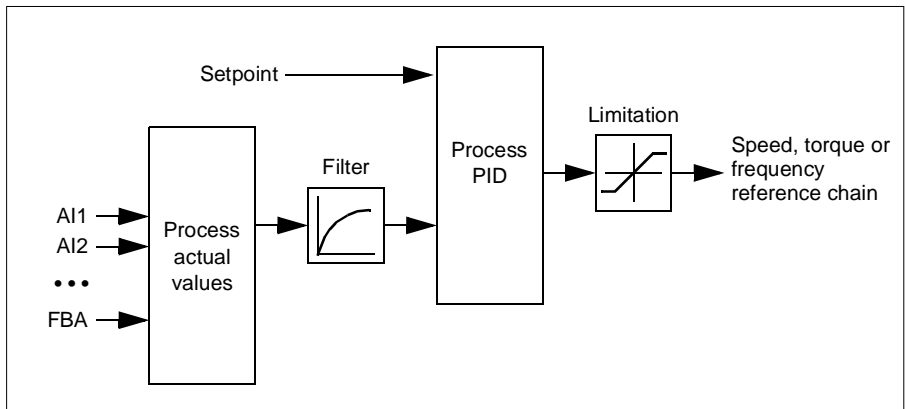 Setpoint
Limitation
Speed, torque or
frequency
reference chain
Process
PID
Filter
AI1
AI2
•••
FBA
Process
actual
values